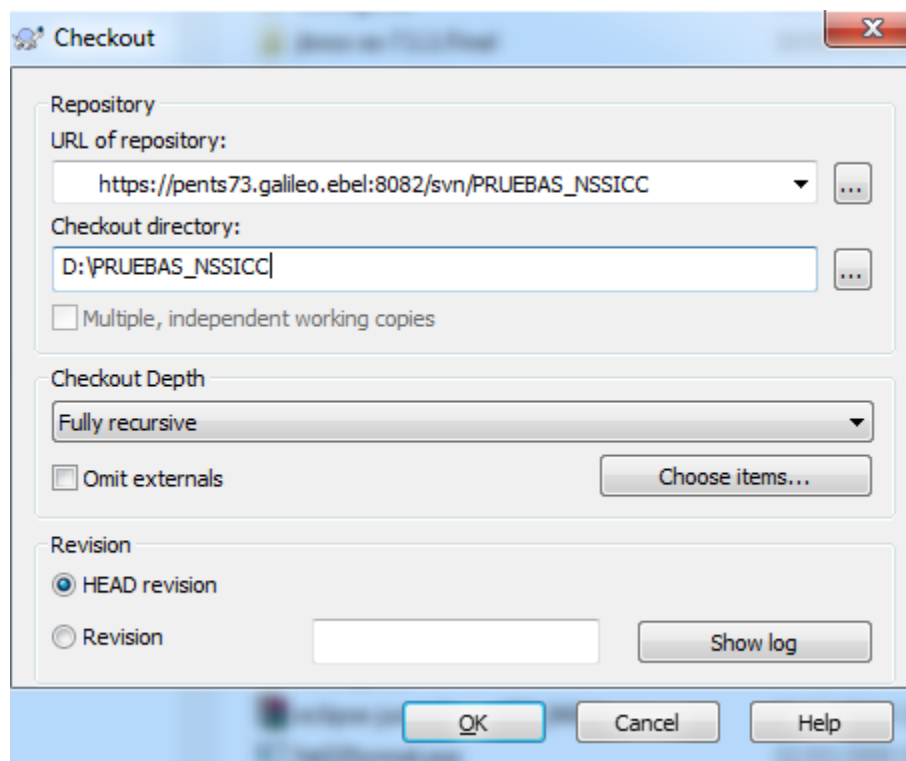 Checkout
Repository
URL of repository:
https://pents73.galileo.ebel:8082/svn/PRUEBAS_NSSICC
...
Checkout directory:
D:\PRUEBAS_NSSICC
...
Multiple, independent working copies
Checkout Depth
Fully recursive
Omit externals
Choose items...
Revision
HEAD revision
Revision
Show log
OK
Cancel
Help